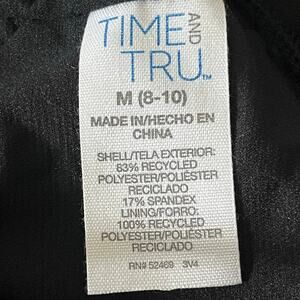 TIME AND
TRU™
M (8-10)
MADE IN/HECHO EN
CHINA
SHELL/TELA EXTERIOR:
83% RECYCLED
POLYESTER/POLIÉSTER
RECICLADO
17% SPANDEX
LINING/FORRO:
100% RECYCLED
POLYESTER/POLIÉSTER
RECICLADO
RN# 52469 3V4